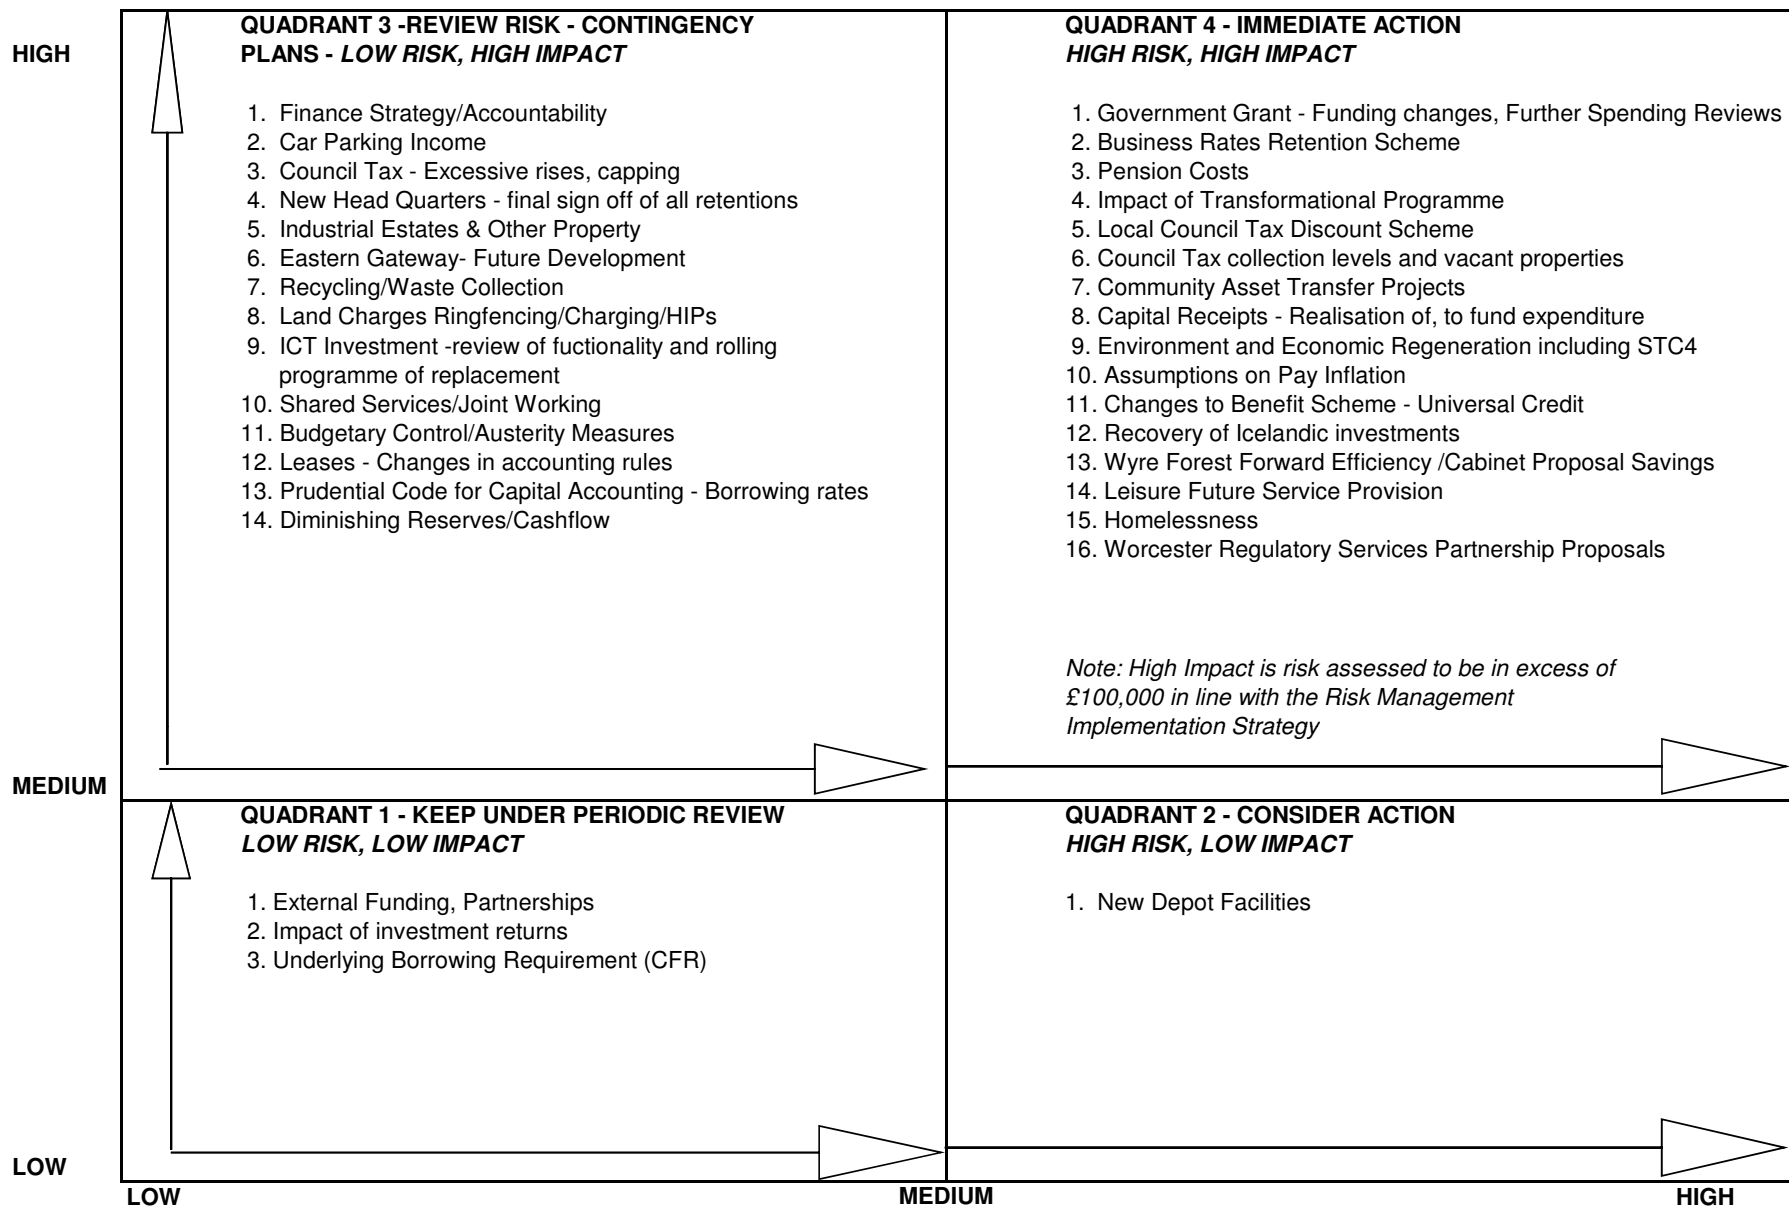 HIGH
QUADRANT 3 -REVIEW RISK - CONTINGENCY
PLANS - LOW RISK, HIGH IMPACT
1. Finance Strategy/Accountability
2. Car Parking Income
3. Council Tax - Excessive rises, capping
4. New Head Quarters - final sign off of all retentions
5. Industrial Estates & Other Property
6. Eastern Gateway- Future Development
7. Recycling/Waste Collection
8. Land Charges Ringfencing/Charging/HIPs
9. ICT Investment -review of fuctionality and rolling
programme of replacement
10. Shared Services/Joint Working
11. Budgetary Control/Austerity Measures
12. Leases - Changes in accounting rules
13. Prudential Code for Capital Accounting - Borrowing rates
14. Diminishing Reserves/Cashflow
QUADRANT 4 - IMMEDIATE ACTION
HIGH RISK, HIGH IMPACT
1. Government Grant - Funding changes, Further Spending Reviews
2. Business Rates Retention Scheme
3. Pension Costs
4. Impact of Transformational Programme
5. Local Council Tax Discount Scheme
6. Council Tax collection levels and vacant properties
7. Community Asset Transfer Projects
8. Capital Receipts - Realisation of, to fund expenditure
9. Environment and Economic Regeneration including STC4
10. Assumptions on Pay Inflation
11. Changes to Benefit Scheme - Universal Credit
12. Recovery of Icelandic investments
13. Wyre Forest Forward Efficiency /Cabinet Proposal Savings
14. Leisure Future Service Provision
15. Homelessness
16. Worcester Regulatory Services Partnership Proposals
Note: High Impact is risk assessed to be in excess of
£100,000 in line with the Risk Management
Implementation Strategy
MEDIUM
QUADRANT 1 - KEEP UNDER PERIODIC REVIEW
LOW RISK, LOW IMPACT
1. External Funding, Partnerships
2. Impact of investment returns
3. Underlying Borrowing Requirement (CFR)
QUADRANT 2 - CONSIDER ACTION
HIGH RISK, LOW IMPACT
1. New Depot Facilities
LOW
LOW
MEDIUM
HIGH